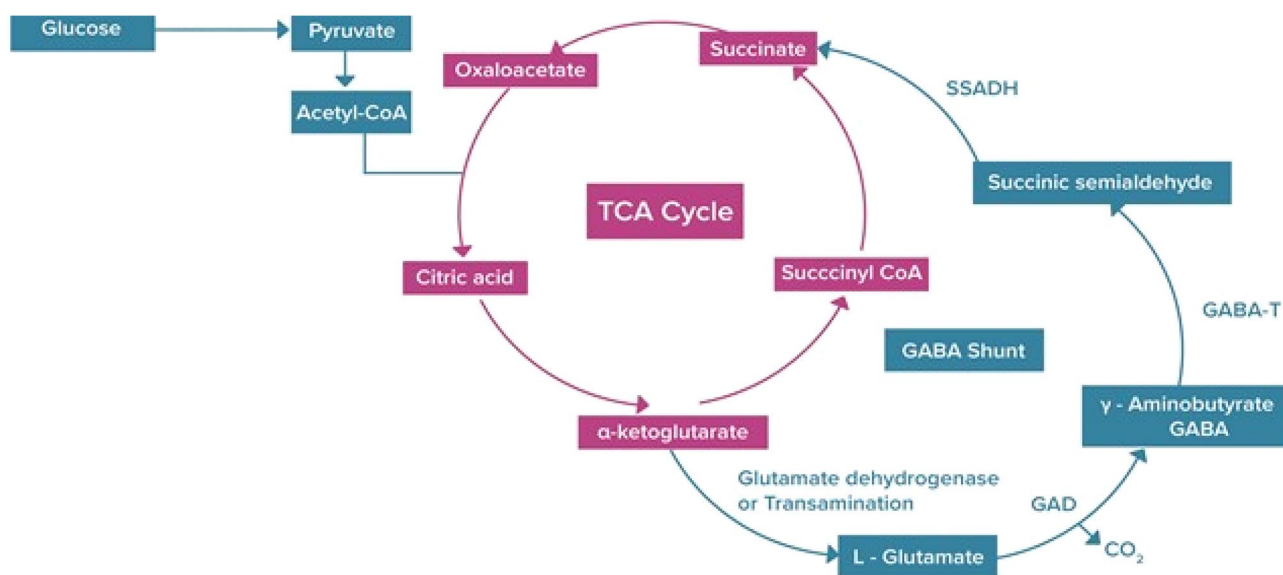 Glucose
Pyruvate
Succinate
Oxaloacetate
SSADH
Acetyl-CoA
Succinic semialdehyde
TCA Cycle
Citric acid
Succcinyl CoA
GABA-T
GABA Shunt
γ - Aminobutyrate
GABA
α-ketoglutarate
Glutamate dehydrogenase
or Transamination
GAD
L - Glutamate
CO₂